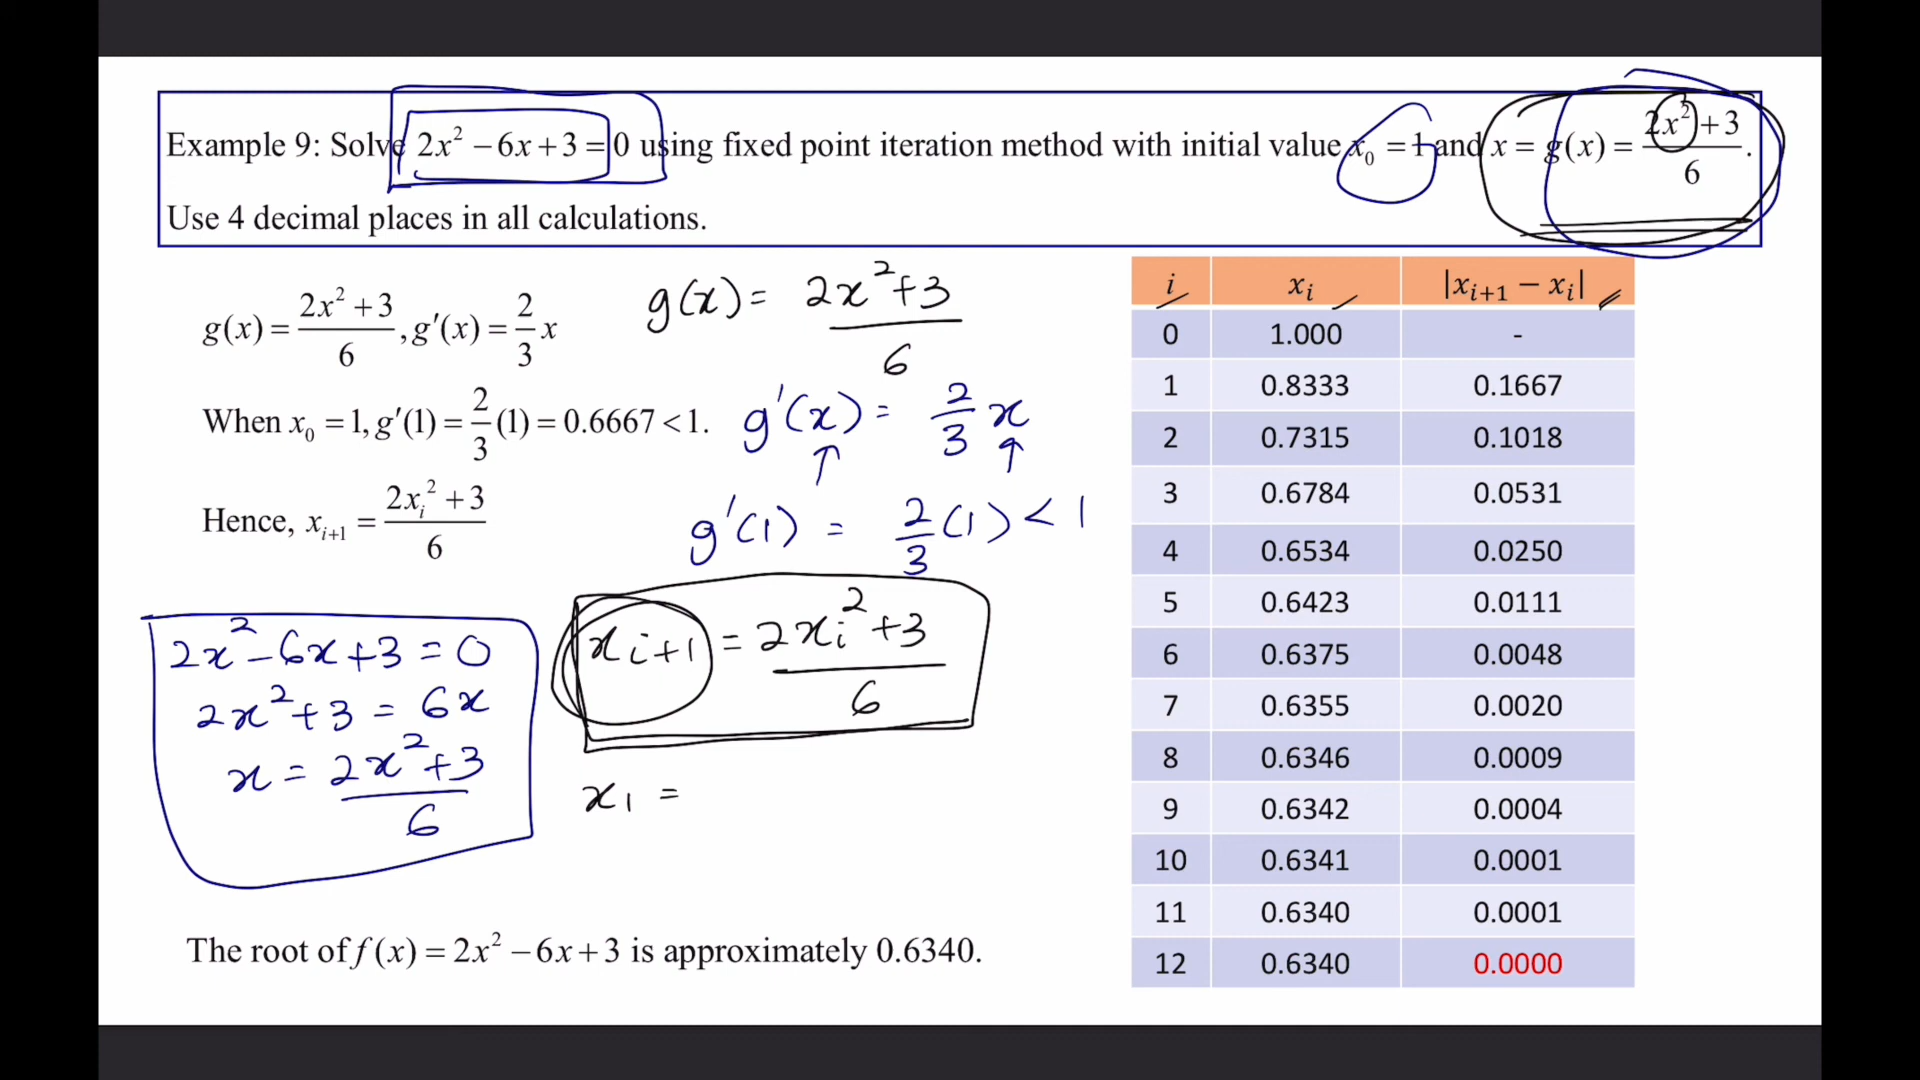 Example 9: Solve 2x² − 6x + 3 = 0 using fixed point iteration method with initial value x₀ = 1 and x = g(x) = (2x² + 3)/6.
Use 4 decimal places in all calculations.
g(x) = (2x² + 3)/6, g′(x) = 2/3 x
When x₀ = 1, g′(1) = 2/3 (1) = 0.6667 < 1.
Hence, xᵢ₊₁ = (2xᵢ² + 3)/6
g(x) = (2x² + 3)/6
g′(x) = 2/3 x
g′(1) = 2/3 (1) < 1
2x² − 6x + 3 = 0
2x² + 3 = 6x
x = (2x² + 3)/6
xᵢ₊₁ = (2xᵢ² + 3)/6
x₁ =
The root of f(x) = 2x² − 6x + 3 is approximately 0.6340.
i xᵢ |xᵢ₊₁ − xᵢ|
0 1.000 -
1 0.8333 0.1667
2 0.7315 0.1018
3 0.6784 0.0531
4 0.6534 0.0250
5 0.6423 0.0111
6 0.6375 0.0048
7 0.6355 0.0020
8 0.6346 0.0009
9 0.6342 0.0004
10 0.6341 0.0001
11 0.6340 0.0001
12 0.6340 0.0000